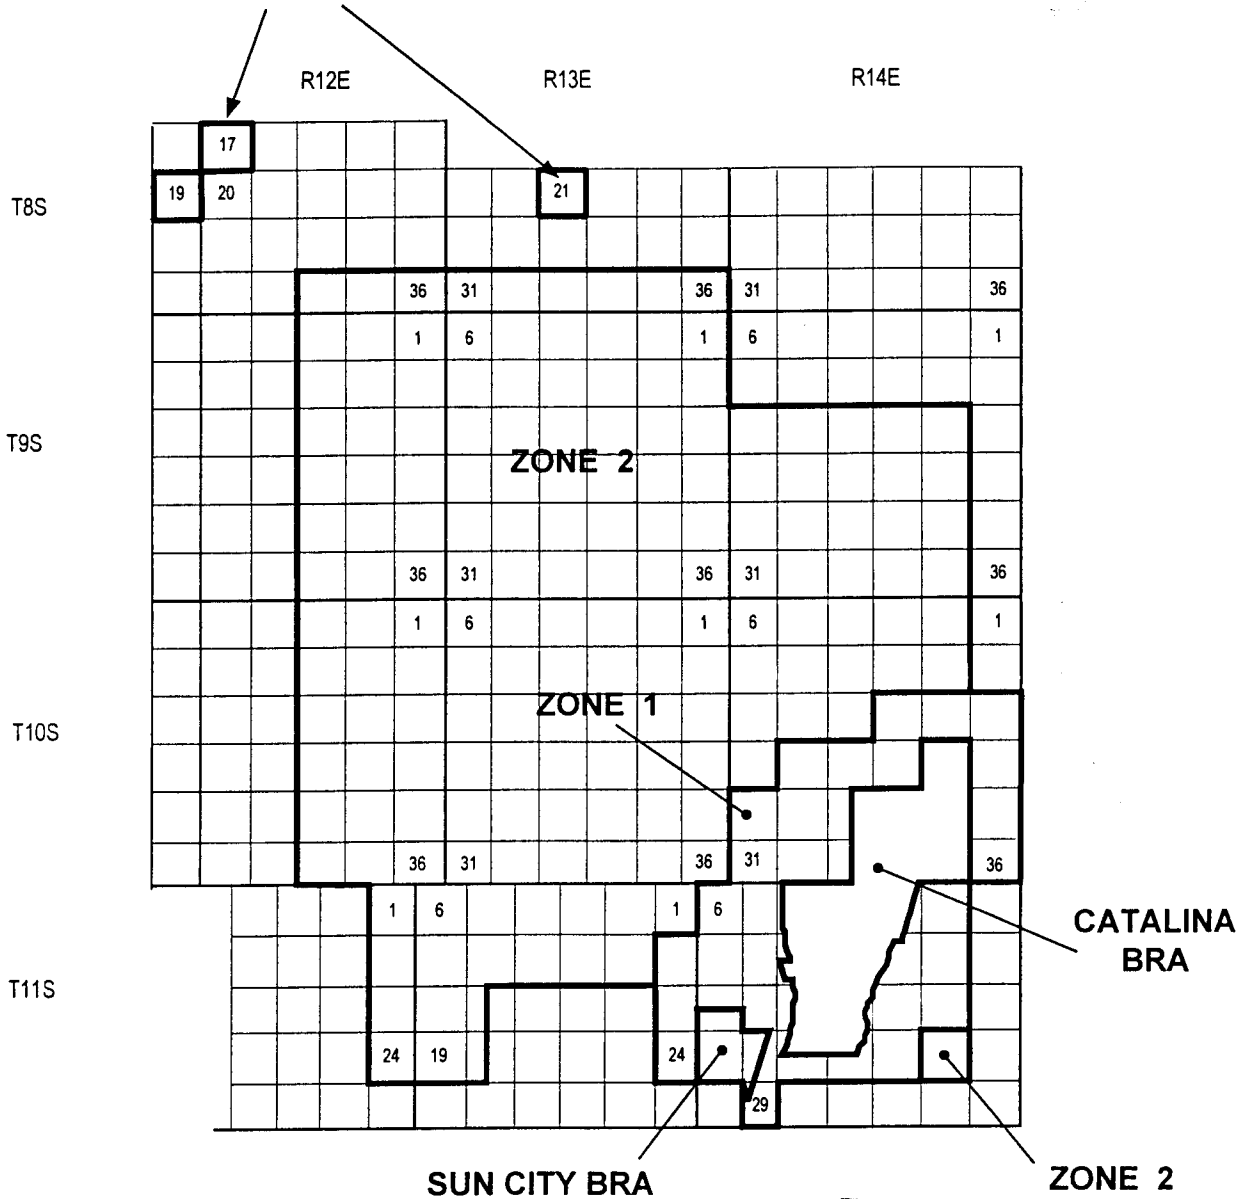 R12E R13E R14E
17
T8S 19 20 21
36 31 36 31 36
1 6 1 6 1
T9S
ZONE 2
36 31 36 31 36
1 6 1 6 1
T10S ZONE 1
36 31 36 31 36
1 6 1 6
CATALINA
BRA
T11S
24 19 24
29
SUN CITY BRA ZONE 2